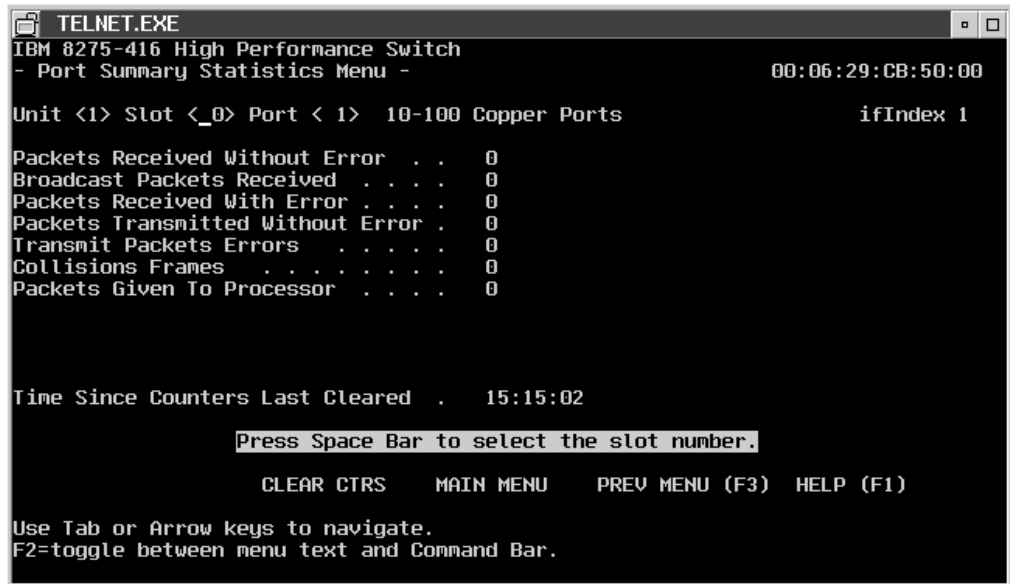 TELNET.EXE
IBM 8275-416 High Performance Switch
- Port Summary Statistics Menu - 00:06:29:CB:50:00
Unit <1> Slot <_0> Port < 1> 10-100 Copper Ports ifIndex 1
Packets Received Without Error . . 0
Broadcast Packets Received . . . . 0
Packets Received With Error . . . . 0
Packets Transmitted Without Error . 0
Transmit Packets Errors . . . . . 0
Collisions Frames . . . . . . . . 0
Packets Given To Processor . . . . 0
Time Since Counters Last Cleared . 15:15:02
Press Space Bar to select the slot number.
CLEAR CTRS MAIN MENU PREV MENU (F3) HELP (F1)
Use Tab or Arrow keys to navigate.
F2=toggle between menu text and Command Bar.